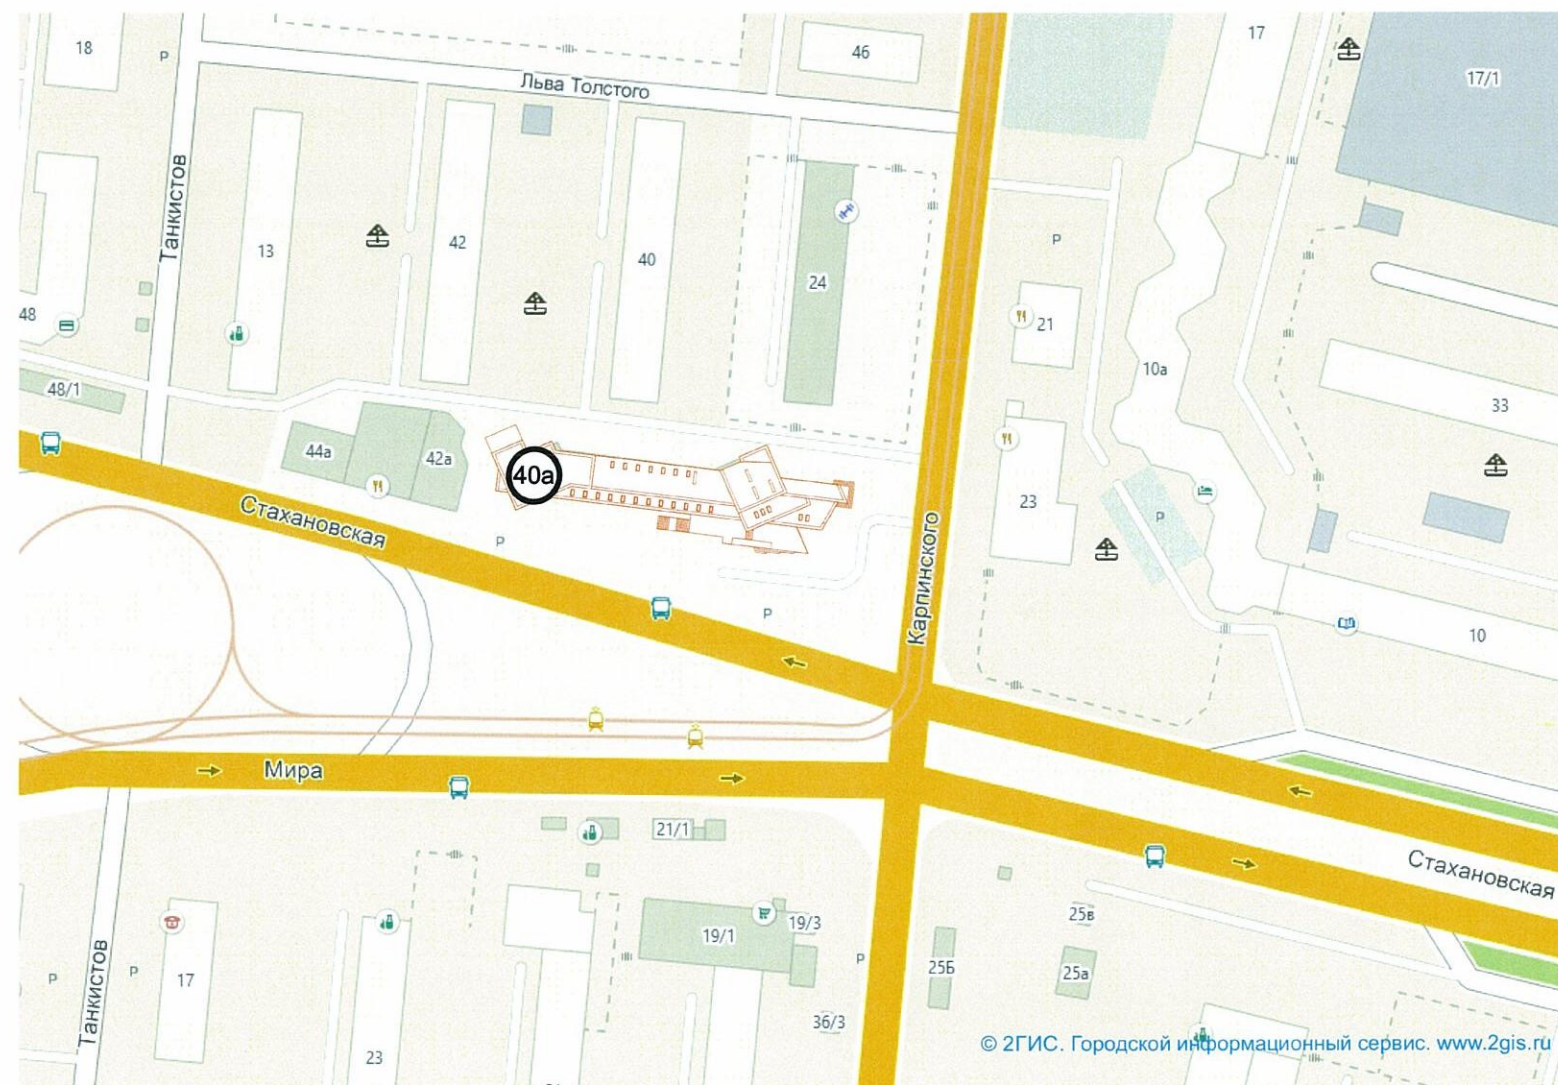 18
P
46
17
17/1
Льва Толстого
Танкистов
13
42
40
24
P
48
21
10а
48/1
33
44а
42а
40а
23
P
Стахановская
P
Карпинского
P
10
Мира
21/1
Стахановская
25в
19/1
19/3
P
P
17
P
25Б
25а
Танкистов
36/3
23
© 2ГИС. Городской информационный сервис. www.2gis.ru